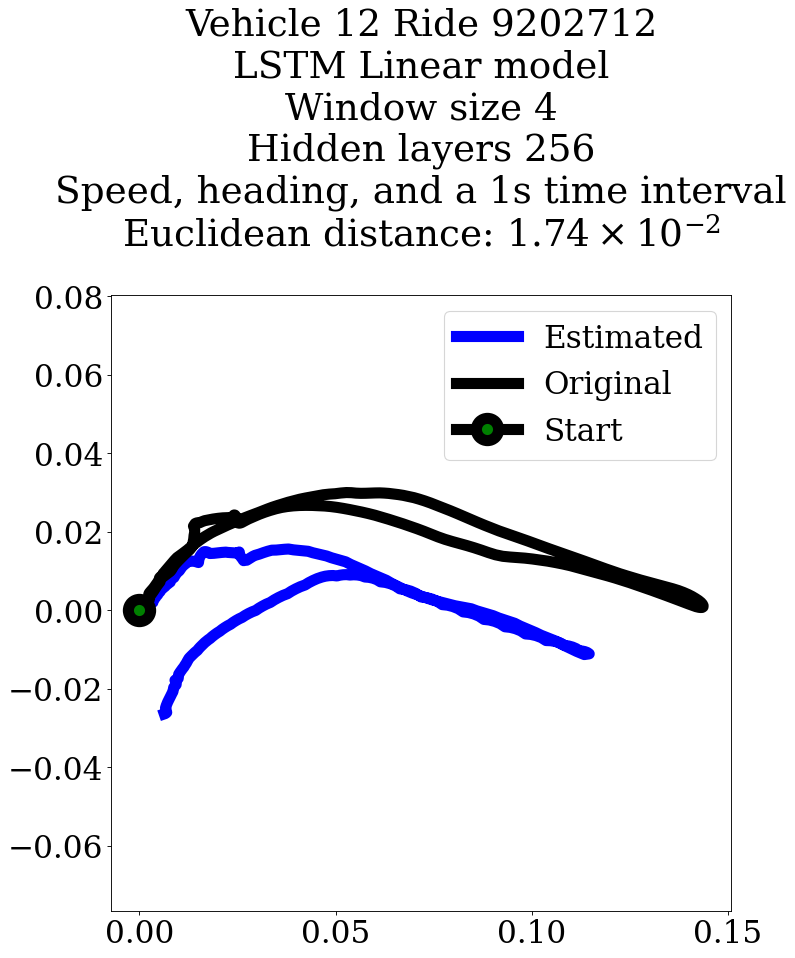 Vehicle 12 Ride 9202712
LSTM Linear model
Window size 4
Hidden layers 256
Speed, heading, and a 1s time interval
Euclidean distance: 1.74 × 10⁻²
0.08
Estimated
0.06
Original
0.04
Start
0.02
0.00
−0.02
−0.04
−0.06
0.00 0.05 0.10 0.15